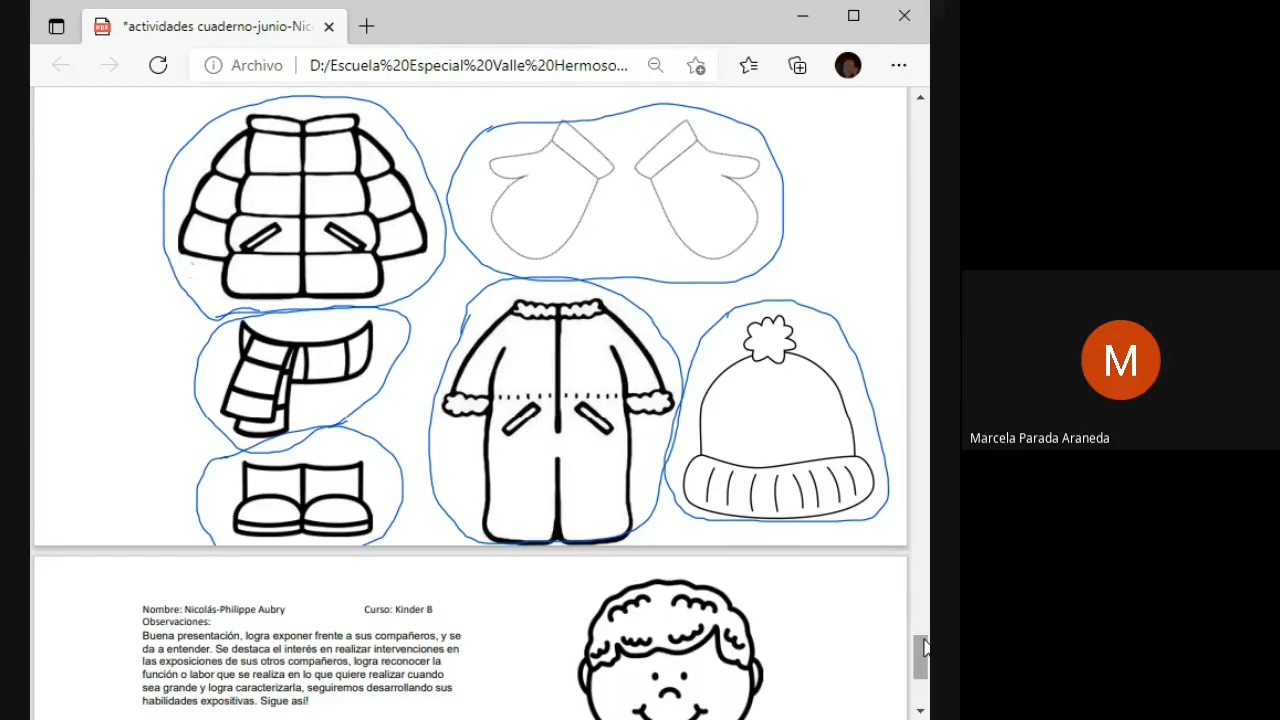 *actividades cuaderno-junio-Nic
Archivo
D:/Escuela%20Especial%20Valle%20Hermoso...
M
Marcela Parada Araneda
Nombre: Nicolás-Philippe Aubry Curso: Kinder B
Observaciones:
Buena presentación, logra exponer frente a sus compañeros, y se
da a entender. Se destaca el interés en realizar intervenciones en
las exposiciones de sus otros compañeros, logra reconocer la
función o labor que se realiza en lo que quiere realizar cuando
sea grande y logra caracterizarla, seguiremos desarrollando sus
habilidades expositivas. Sigue así!